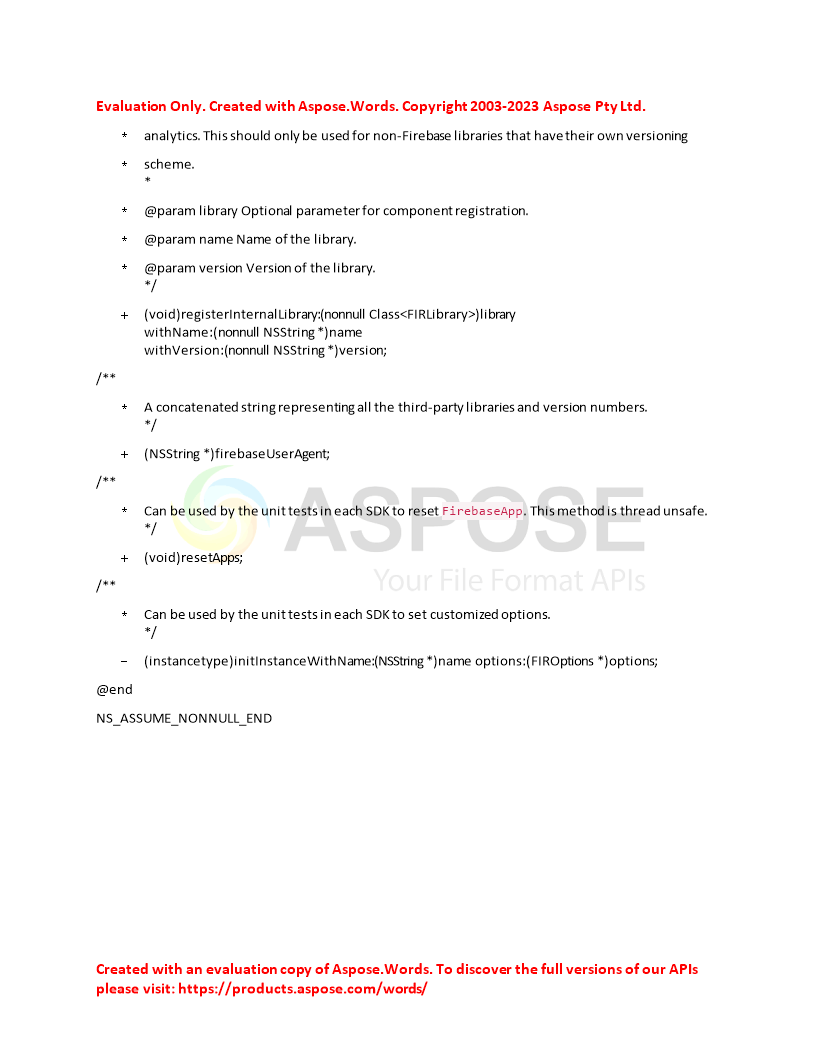 Evaluation Only. Created with Aspose.Words. Copyright 2003-2023 Aspose Pty Ltd.
* analytics. This should only be used for non-Firebase libraries that have their own versioning
* scheme.
*
* @param library Optional parameter for component registration.
* @param name Name of the library.
* @param version Version of the library.
*/
+ (void)registerInternalLibrary:(nonnull Class<FIRLibrary>)library
withName:(nonnull NSString *)name
withVersion:(nonnull NSString *)version;
/**
* A concatenated string representing all the third-party libraries and version numbers.
*/
+ (NSString *)firebaseUserAgent;
/**
* Can be used by the unit tests in each SDK to reset FirebaseApp. This method is thread unsafe.
*/
+ (void)resetApps;
/**
* Can be used by the unit tests in each SDK to set customized options.
*/
− (instancetype)initInstanceWithName:(NSString *)name options:(FIROptions *)options;
@end
NS_ASSUME_NONNULL_END
ASPOSE
Your File Format APIs
Created with an evaluation copy of Aspose.Words. To discover the full versions of our APIs
please visit: https://products.aspose.com/words/